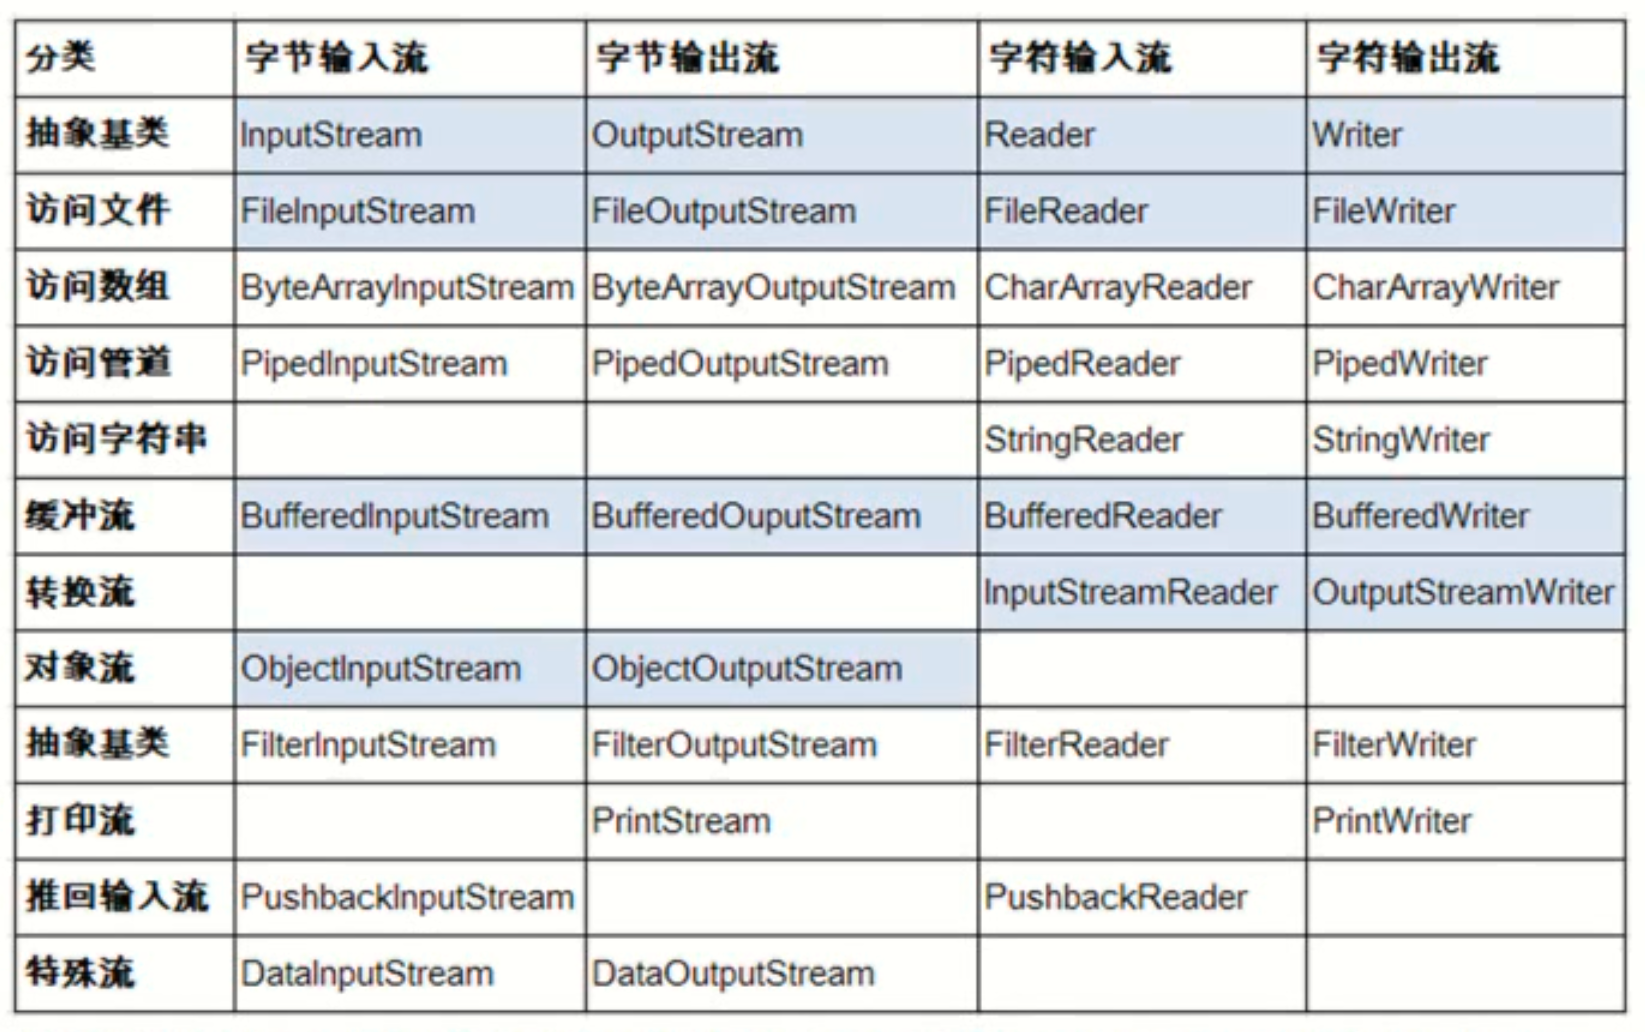 分类 字节输入流 字节输出流 字符输入流 字符输出流
抽象基类 InputStream OutputStream Reader Writer
访问文件 FileInputStream FileOutputStream FileReader FileWriter
访问数组 ByteArrayInputStream ByteArrayOutputStream CharArrayReader CharArrayWriter
访问管道 PipedInputStream PipedOutputStream PipedReader PipedWriter
访问字符串 StringReader StringWriter
缓冲流 BufferedInputStream BufferedOuputStream BufferedReader BufferedWriter
转换流 InputStreamReader OutputStreamWriter
对象流 ObjectInputStream ObjectOutputStream
抽象基类 FilterInputStream FilterOutputStream FilterReader FilterWriter
打印流 PrintStream PrintWriter
推回输入流 PushbackInputStream PushbackReader
特殊流 DataInputStream DataOutputStream